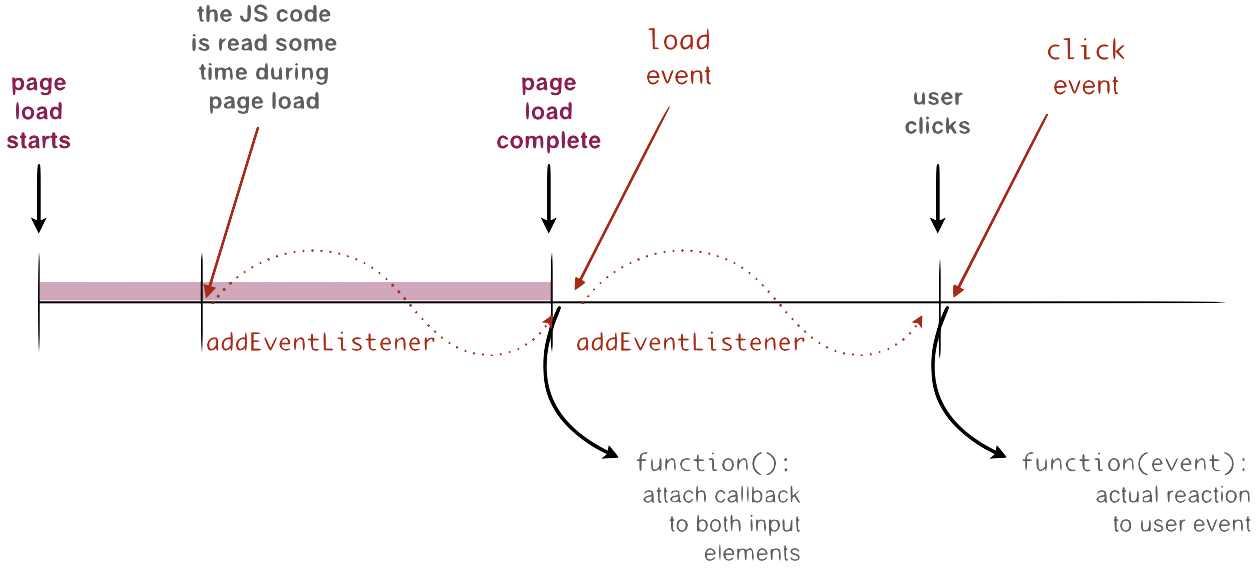 the JS code
is read some
time during
page load
page
load
starts
page
load
complete
load
event
user
clicks
click
event
addEventListener
addEventListener
function():
attach callback
to both input
elements
function(event):
actual reaction
to user event